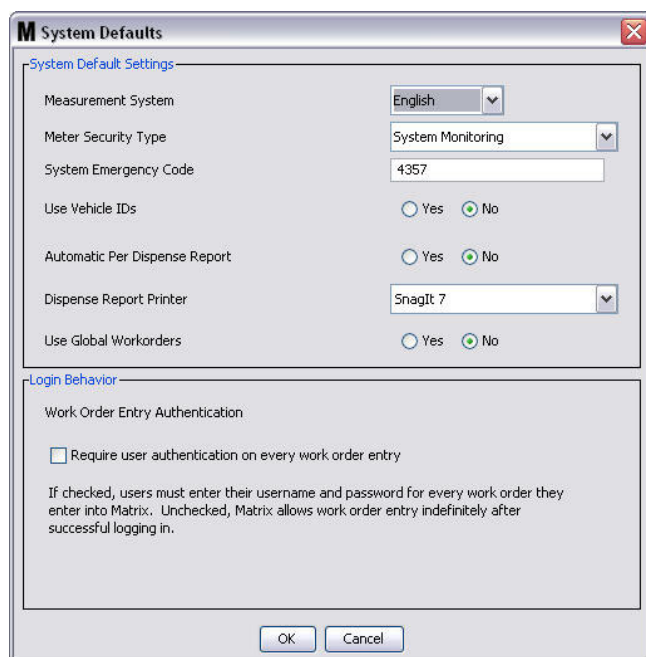 M System Defaults
System Default Settings
Measurement System English
Meter Security Type System Monitoring
System Emergency Code 4357
Use Vehicle IDs Yes No
Automatic Per Dispense Report Yes No
Dispense Report Printer SnagIt 7
Use Global Workorders Yes No
Login Behavior
Work Order Entry Authentication
Require user authentication on every work order entry
If checked, users must enter their username and password for every work order they
enter into Matrix. Unchecked, Matrix allows work order entry indefinitely after
successful logging in.
OK Cancel